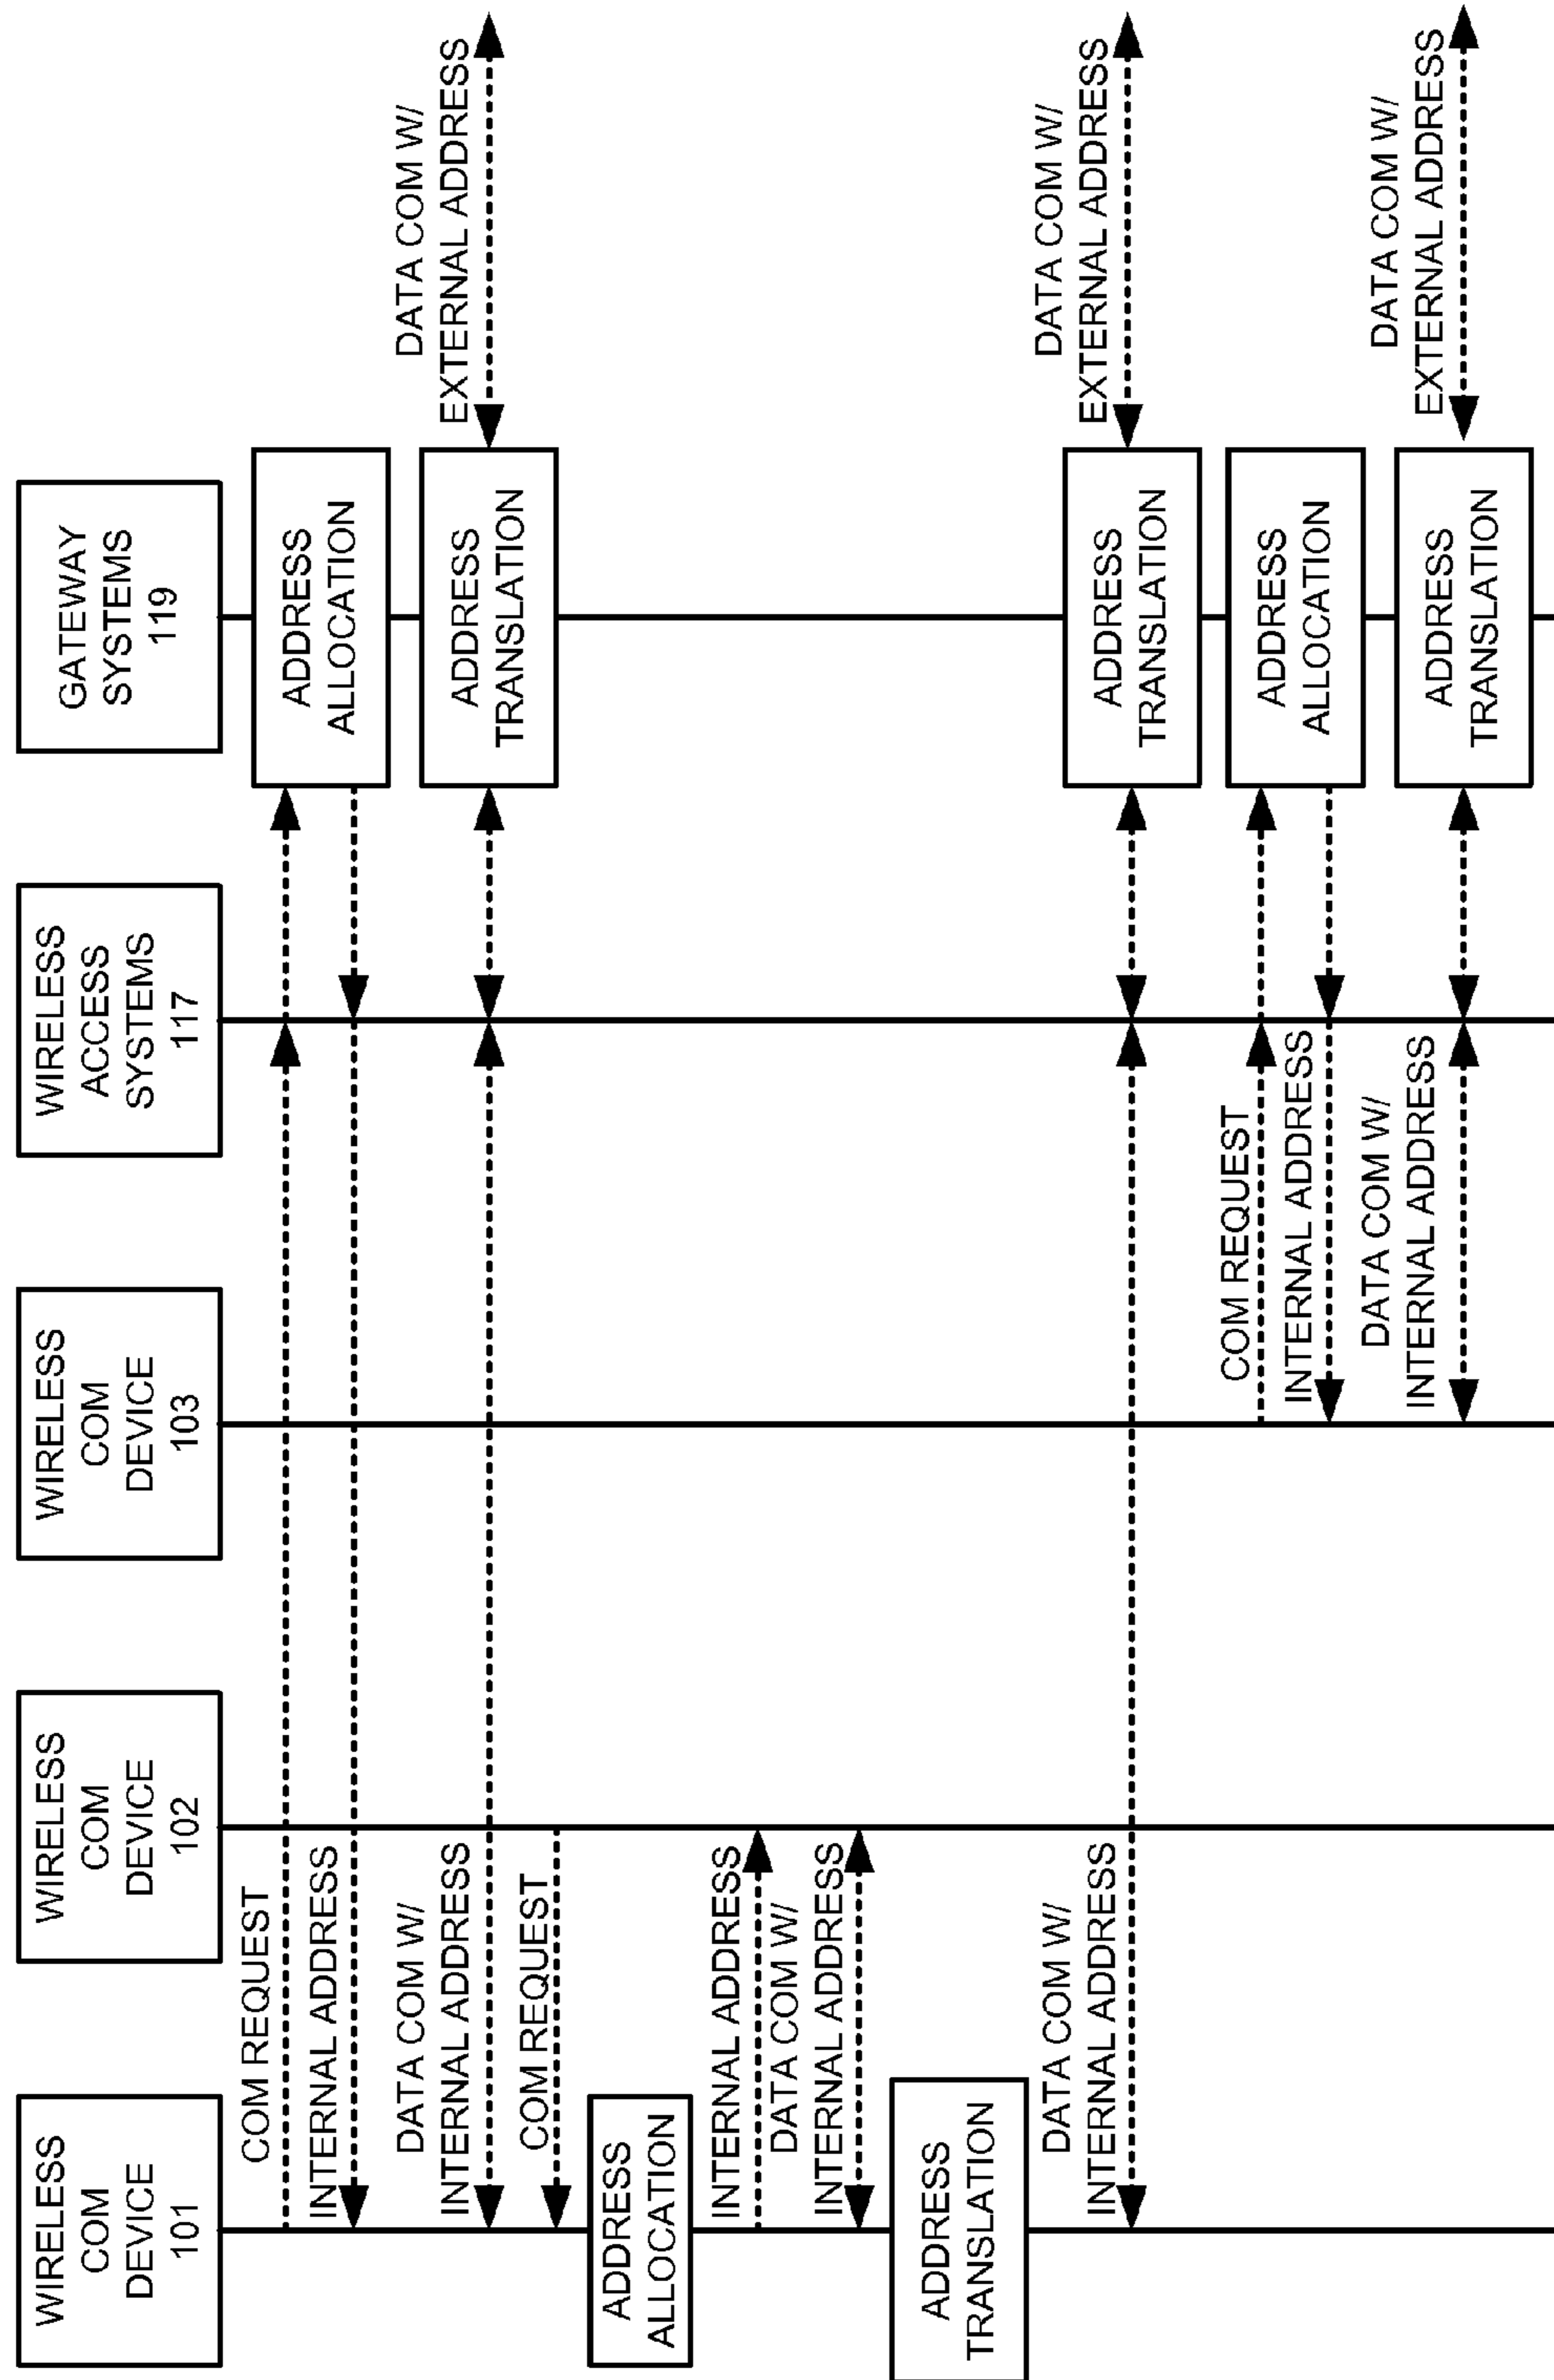 WIRELESS
COM
DEVICE
101
WIRELESS
COM
DEVICE
102
WIRELESS
COM
DEVICE
103
WIRELESS
ACCESS
SYSTEMS
117
GATEWAY
SYSTEMS
119
COM REQUEST
ADDRESS
ALLOCATION
INTERNAL ADDRESS
DATA COM W/
INTERNAL ADDRESS
ADDRESS
TRANSLATION
DATA COM W/
EXTERNAL ADDRESS
COM REQUEST
ADDRESS
ALLOCATION
INTERNAL ADDRESS
DATA COM W/
INTERNAL ADDRESS
ADDRESS
TRANSLATION
DATA COM W/
INTERNAL ADDRESS
ADDRESS
TRANSLATION
DATA COM W/
EXTERNAL ADDRESS
COM REQUEST
ADDRESS
ALLOCATION
INTERNAL ADDRESS
DATA COM W/
INTERNAL ADDRESS
ADDRESS
TRANSLATION
DATA COM W/
EXTERNAL ADDRESS